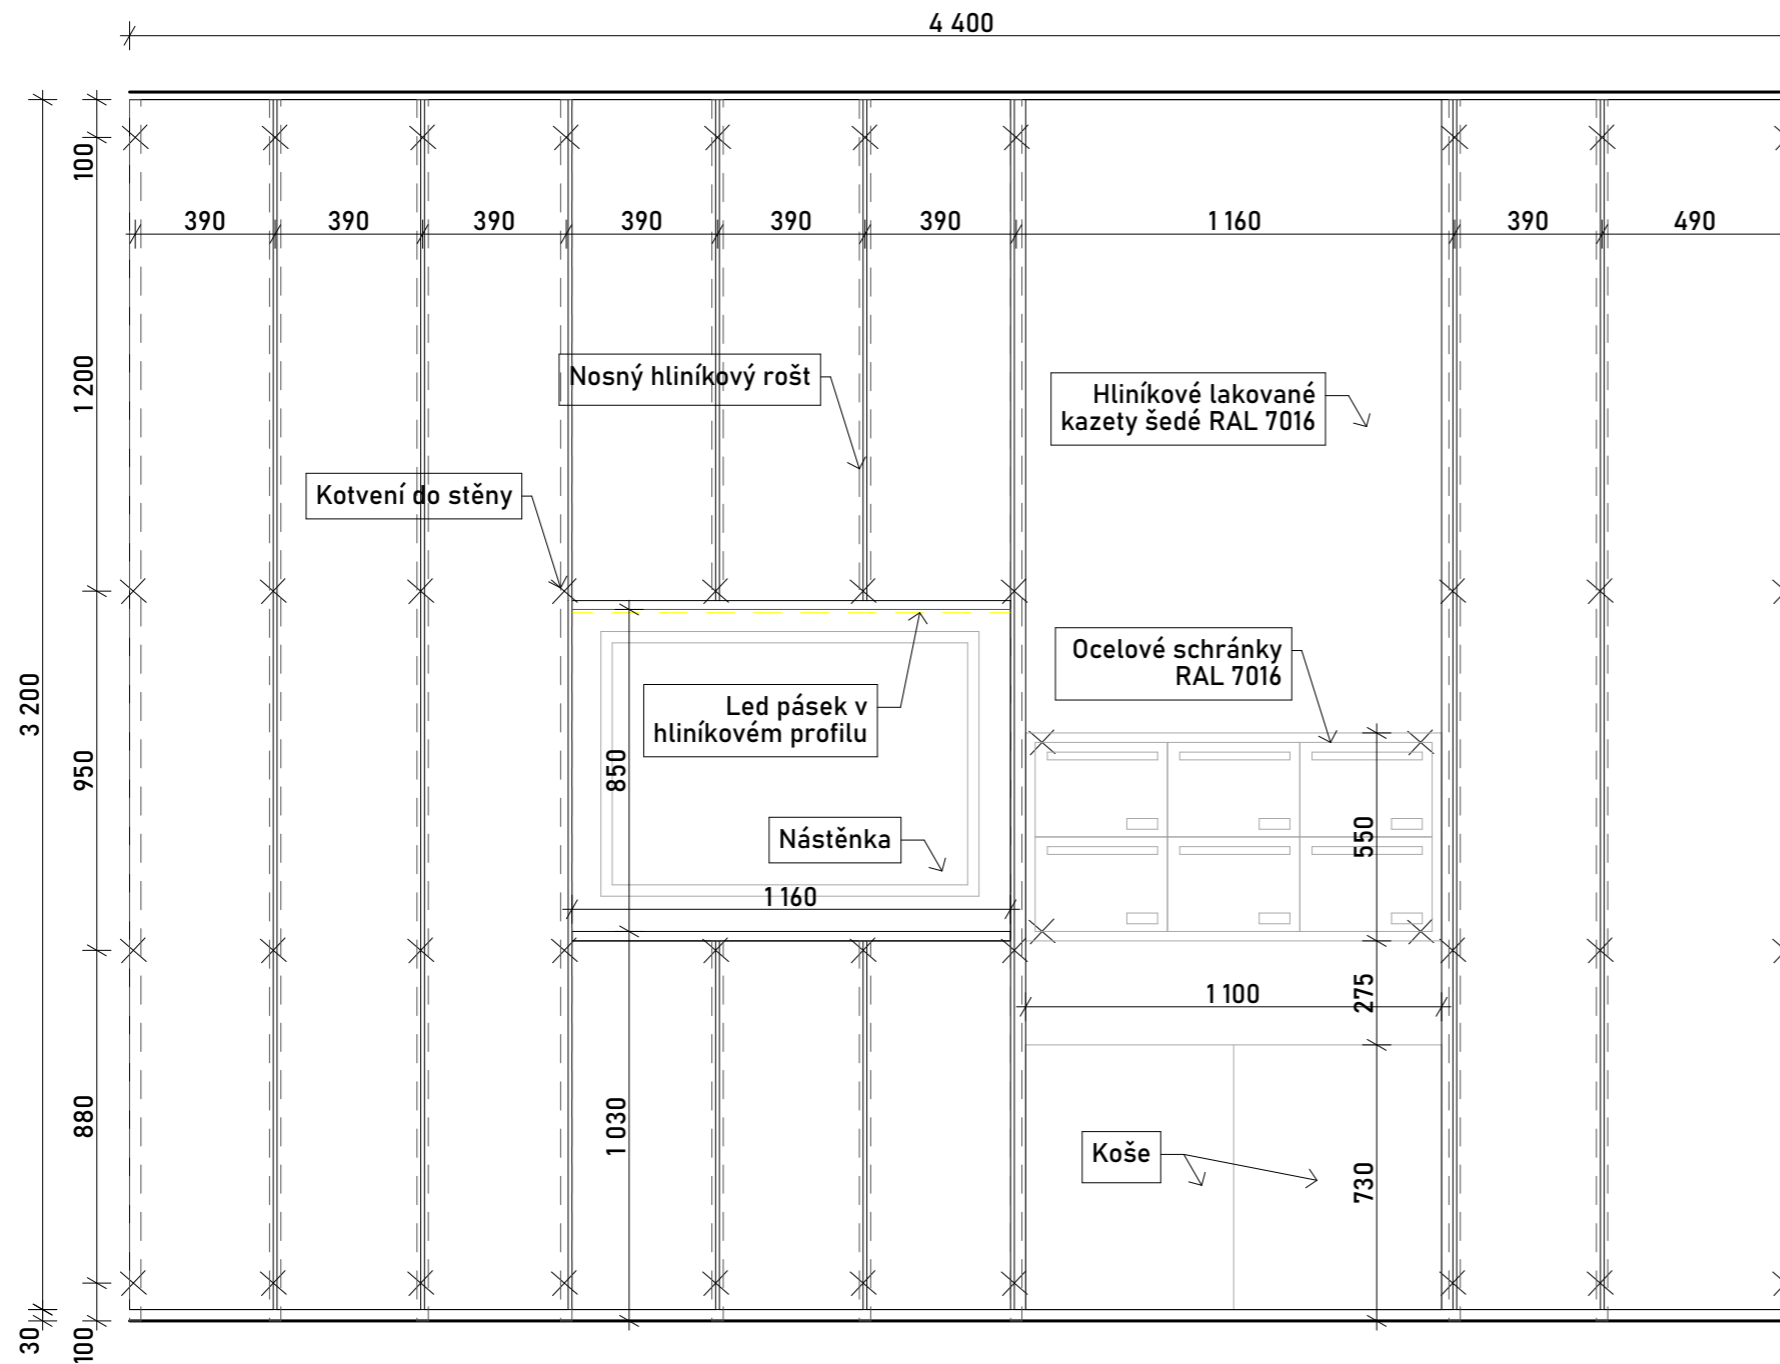 4 400
100
390
390
390
390
390
390
1 160
390
490
1 200
Nosný hliníkový rošt
Hliníkové lakované
kazety šedé RAL 7016
Kotvení do stěny
3 200
Ocelové schránky
RAL 7016
Led pásek v
hliníkovém profilu
950
850
550
Nástěnka
1 160
1 100
275
880
1 030
Koše
730
30
100